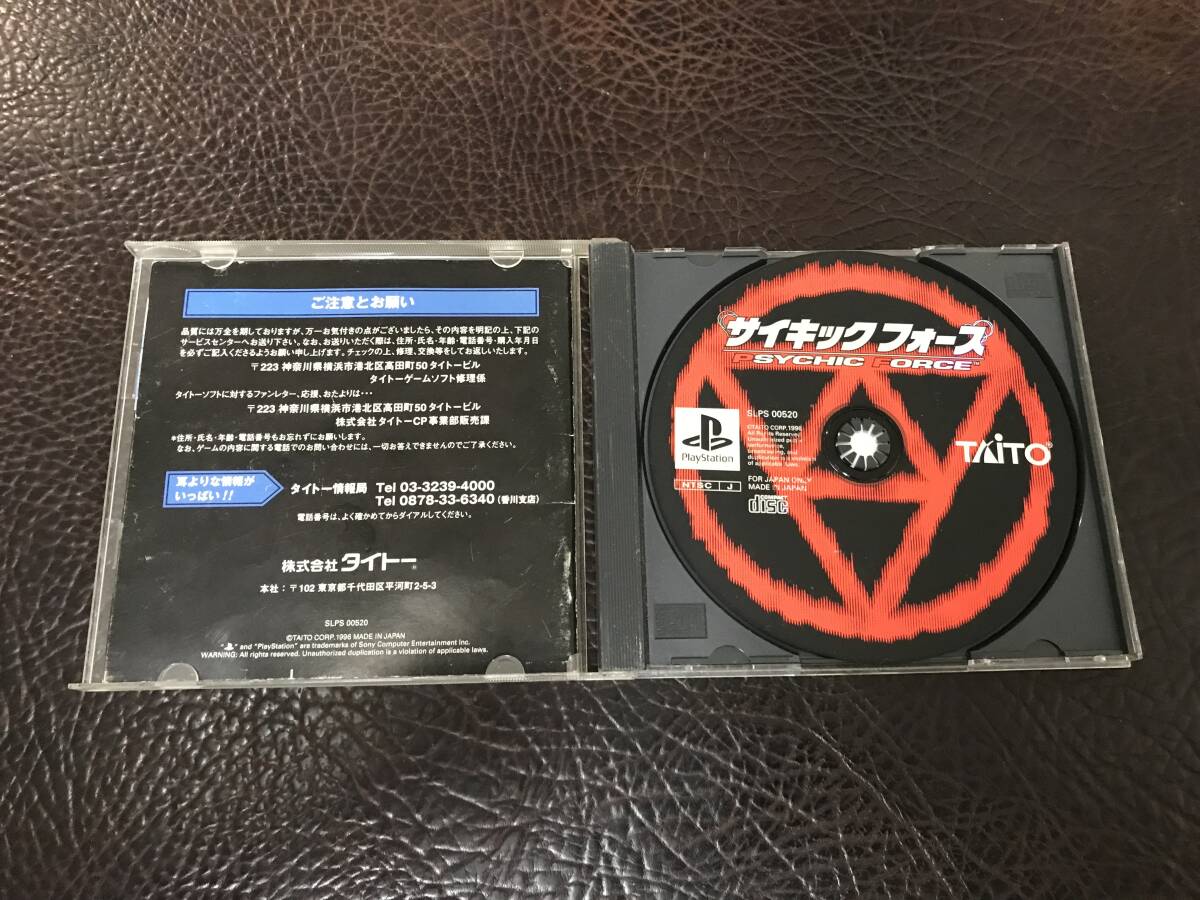 ご注意とお願い
品質には万全を期しておりますが、万一お気付きの点がございましたら、その内容を明記の上、下記の
サービスセンターへお送り下さい。なお、お送りいただく際は、住所・氏名・年齢・電話番号・購入年月日
を必ずご記入くださるようお願い申し上げます。チェックの上、修理、交換等をしてお返しいたします。
〒223 神奈川県横浜市港北区高田町50 タイトービル
タイトーゲームソフト修理係
タイトーソフトに対するファンレター、応援、おたよりは・・・
〒223 神奈川県横浜市港北区高田町50 タイトービル
株式会社タイトーCP事業部販売課
*住所・氏名・年齢・電話番号もお忘れずにお願いします。
なお、ゲームの内容に関する電話でのお問い合わせには、一切お答えできませんのでご了承ください。
耳よりな情報が
いっぱい!!
タイトー情報局 Tel 03-3239-4000
Tel 0878-33-6340 (香川支店)
電話番号は、よく確かめてからダイアルしてください。
株式会社 タイトー®
本社:〒102 東京都千代田区平河町2-5-3
SLPS 00520
©TAITO CORP.1996 MADE IN JAPAN
" " and "PlayStation" are trademarks of Sony Computer Entertainment Inc.
WARNING: All rights reserved. Unauthorized duplication is a violation of applicable laws.
サイキックフォース
PSYCHIC FORCE™
SLPS 00520
PlayStation
©TAITO CORP.1996
All Rights Reserved.
Unauthorized
performance,
broadcasting, and
duplication is a
of applicable laws.
TAITO®
NTSC J
FOR JAPAN ONLY
MADE IN JAPAN
COMPACT
disc